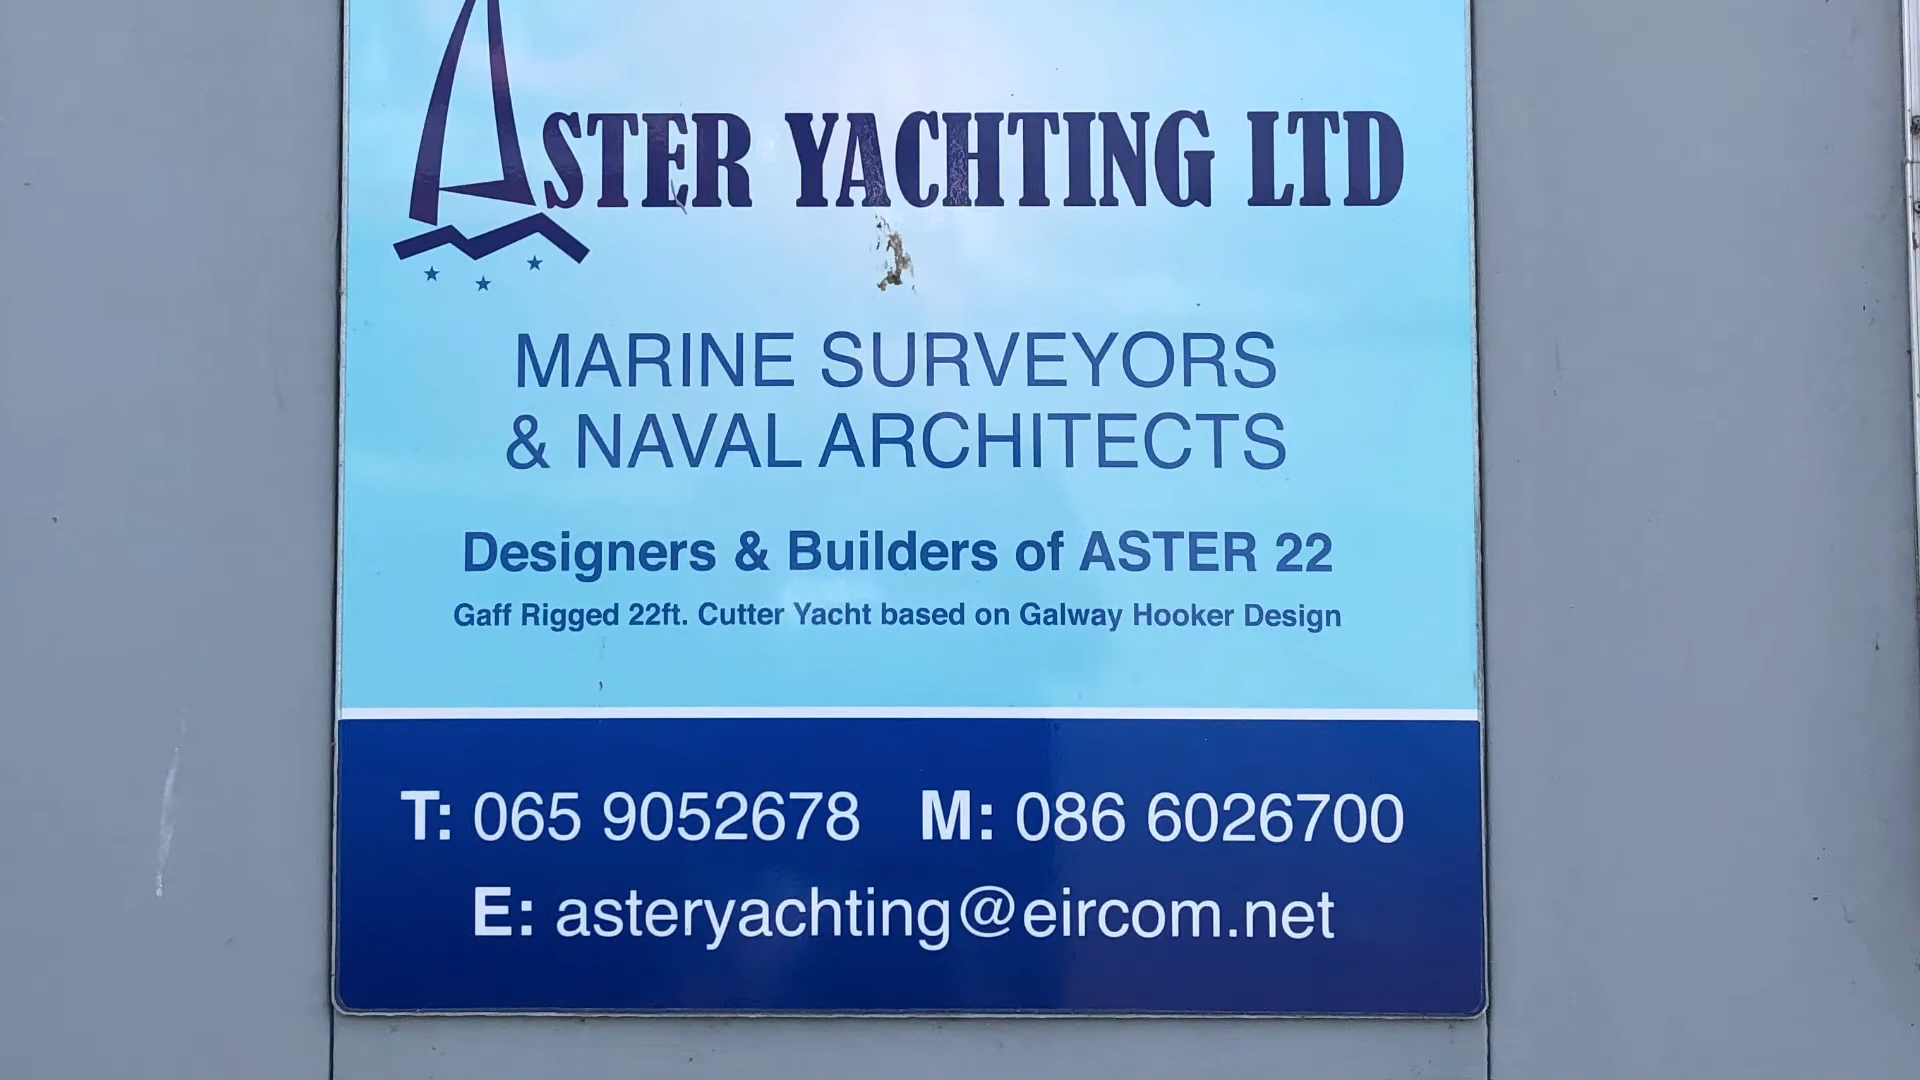 ASTER YACHTING LTD
MARINE SURVEYORS
& NAVAL ARCHITECTS
Designers & Builders of ASTER 22
Gaff Rigged 22ft. Cutter Yacht based on Galway Hooker Design
T: 065 9052678 M: 086 6026700
E: asteryachting@eircom.net